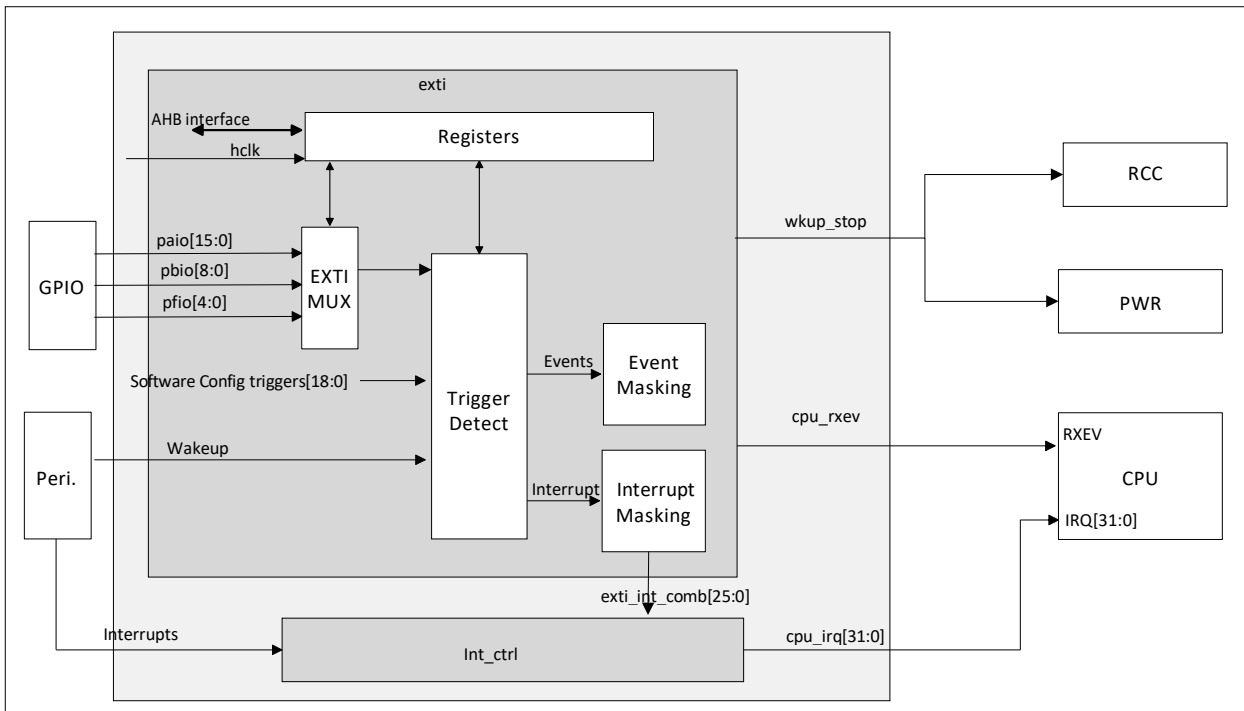 exti
AHB interface
Registers
hclk
RCC
wkup_stop
paio[15:0]
pbio[8:0]
pfio[4:0]
GPIO
EXTI
MUX
PWR
Events
Event
Masking
Software Config triggers[18:0]
Trigger
Detect
cpu_rxev
RXEV
Wakeup
Peri.
CPU
Interrupt
Interrupt
Masking
IRQ[31:0]
exti_int_comb[25:0]
Interrupts
Int_ctrl
cpu_irq[31:0]